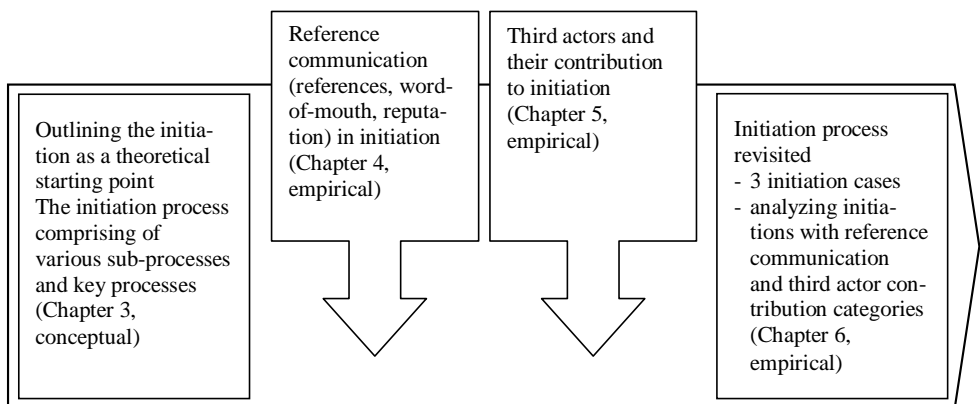 Outlining the initia-
tion as a theoretical
starting point
The initiation process
comprising of
various sub-processes
and key processes
(Chapter 3,
conceptual)
Reference
communication
(references, word-
of-mouth, reputa-
tion) in initiation
(Chapter 4,
empirical)
Third actors and
their contribution
to initiation
(Chapter 5,
empirical)
Initiation process
revisited
- 3 initiation cases
- analyzing initia-
tions with reference
communication
and third actor con-
tribution categories
(Chapter 6,
empirical)